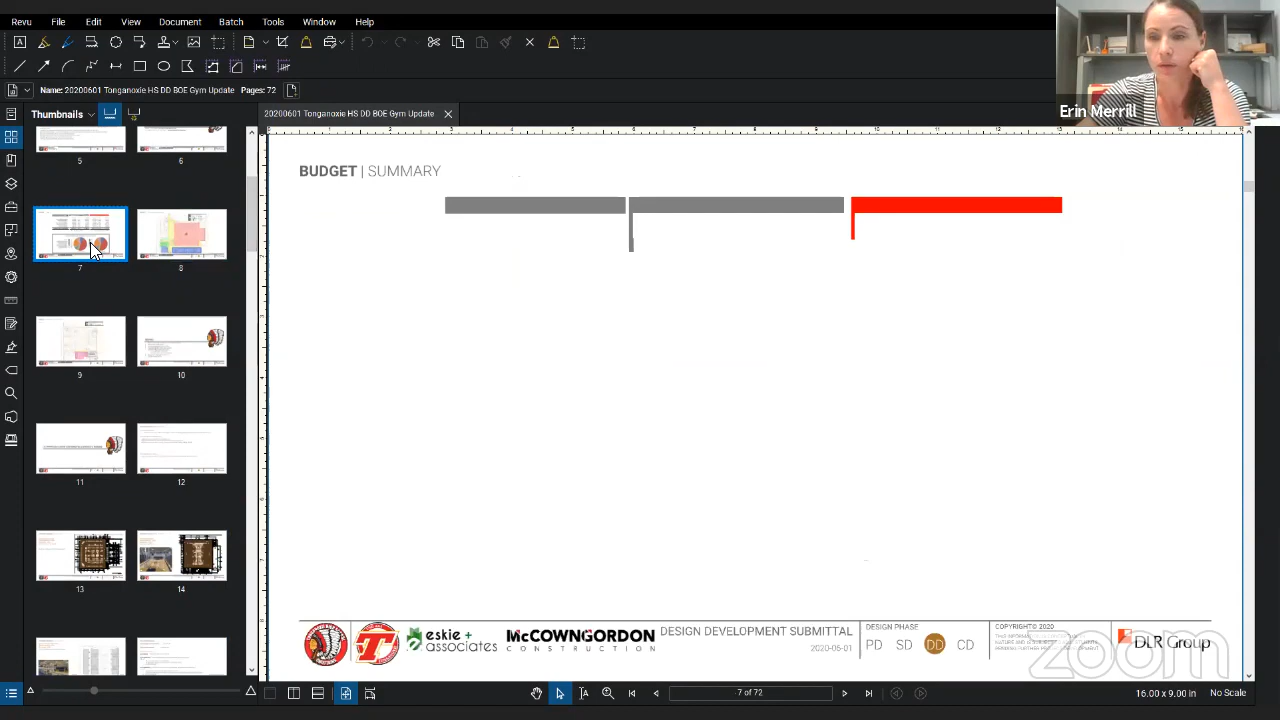 Revu File Edit View Document Batch Tools Window Help
Name: 20200601 Tonganoxie HS DD BOE Gym Update Pages: 72
Erin Merrill
Thumbnails
20200601 Tonganoxie HS DD BOE Gym Update
5 6
7 8
9 10
11 12
13 14
BUDGET | SUMMARY
eskie +
associates
McCOWNGORDON
CONSTRUCTION
DESIGN DEVELOPMENT SUBMITTAL
2020-06-01
DESIGN PHASE
PD SD DD CD
COPYRIGHT© 2020
DLR Group
zoom
7 of 72
16.00 x 9.00 in No Scale